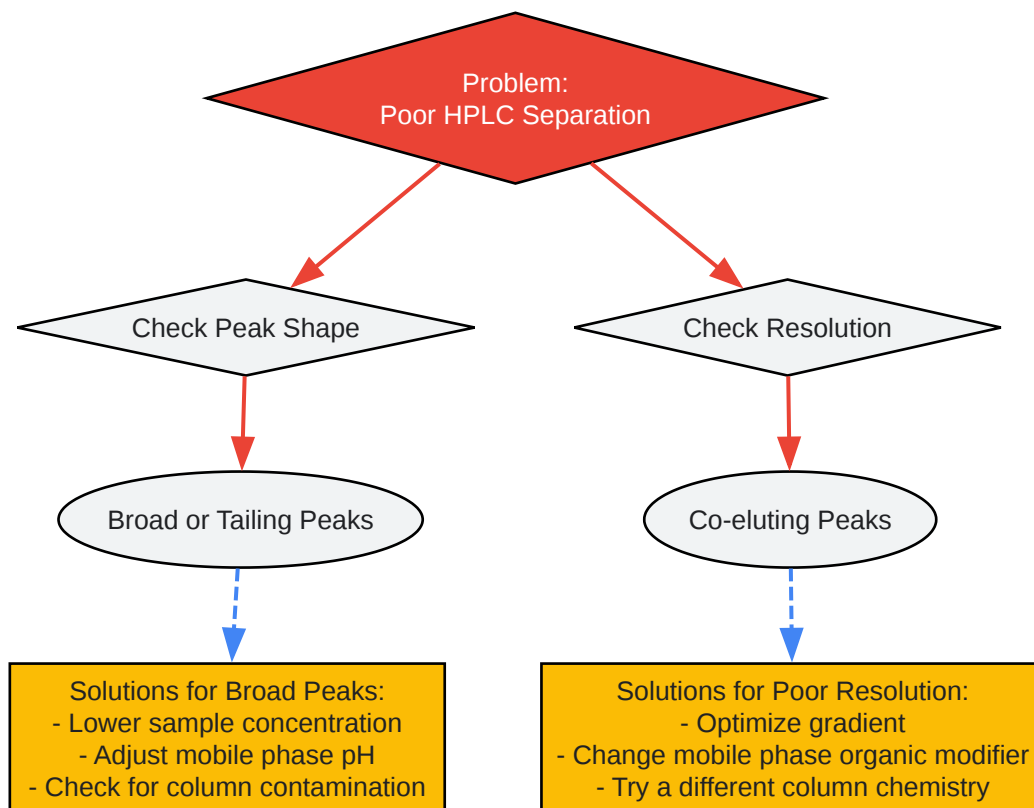 Problem:
Poor HPLC Separation
Check Peak Shape
Check Resolution
Broad or Tailing Peaks
Co-eluting Peaks
Solutions for Broad Peaks:
- Lower sample concentration
- Adjust mobile phase pH
- Check for column contamination
Solutions for Poor Resolution:
- Optimize gradient
- Change mobile phase organic modifier
- Try a different column chemistry